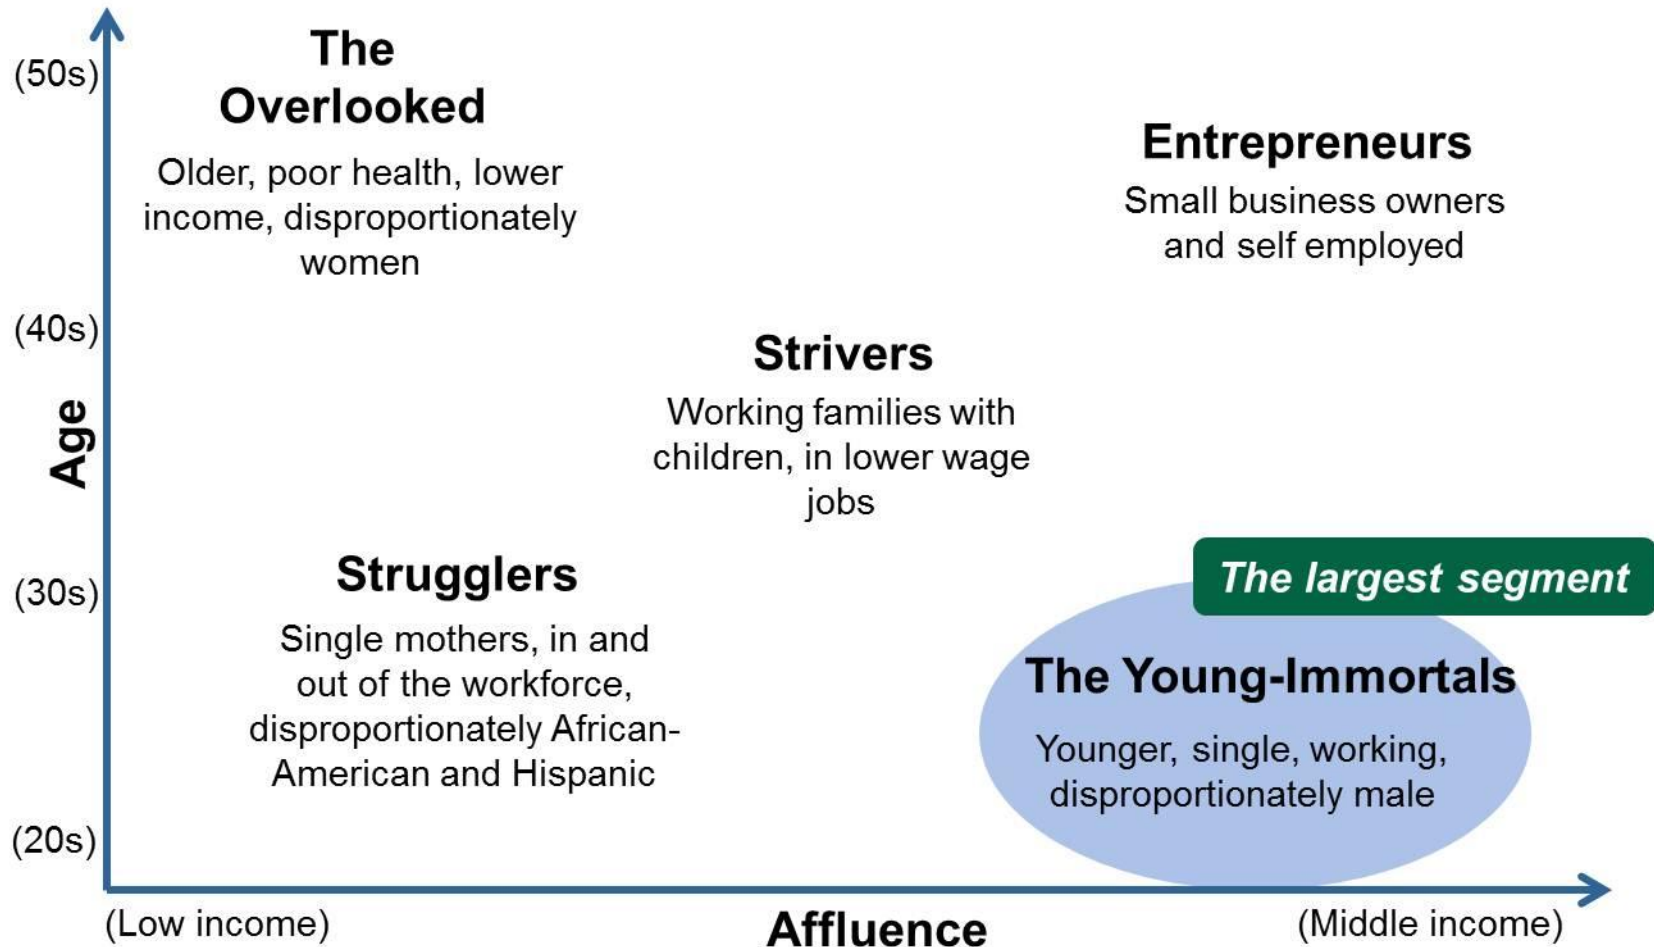 (50s)
The
Overlooked
Older, poor health, lower
income, disproportionately
women
Entrepreneurs
Small business owners
and self employed
(40s)
Strivers
Working families with
children, in lower wage
jobs
Age
(30s)
Strugglers
Single mothers, in and
out of the workforce,
disproportionately African-
American and Hispanic
The largest segment
The Young-Immortals
Younger, single, working,
disproportionately male
(20s)
(Low income)
Affluence
(Middle income)